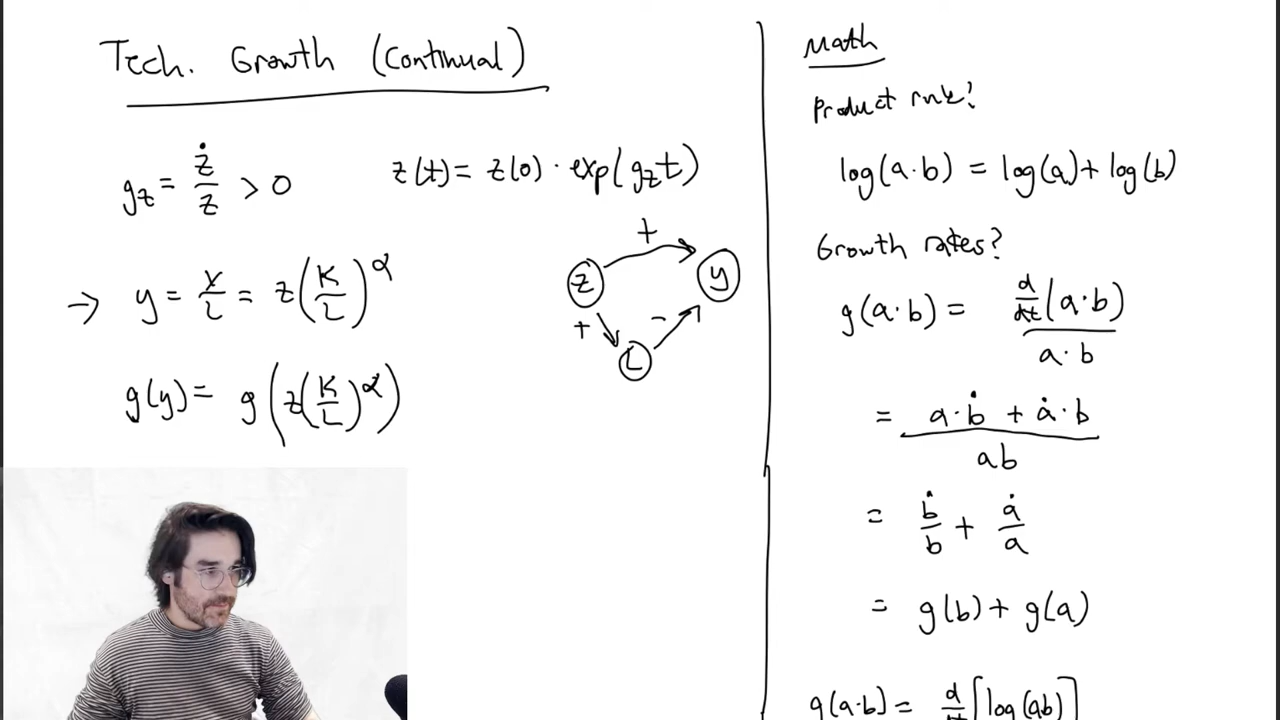 Tech. Growth (Continual)
g_z = ż/z > 0
z(t) = z(0) · exp(g_z t)
→ y = Y/L = z(K/L)^α
g(y) = g(z(K/L)^α)
z + y
+ -
L
Math
Product rule?
log(a·b) = log(a) + log(b)
Growth rates?
g(a·b) = d/dt (a·b) / a·b
= a·ḃ + ȧ·b / ab
= ḃ/b + ȧ/a
= g(b) + g(a)
g(a·b) = d/dt [log(ab)]